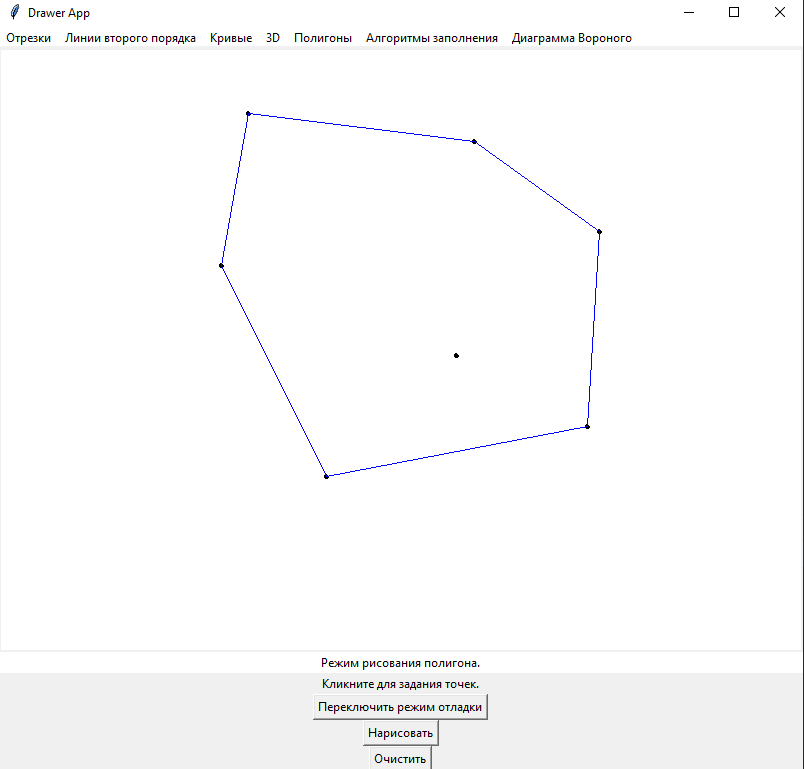 Drawer App
Отрезки Линии второго порядка Кривые 3D Полигоны Алгоритмы заполнения Диаграмма Вороного
Режим рисования полигона.
Кликните для задания точек.
Переключить режим отладки
Нарисовать
Очистить